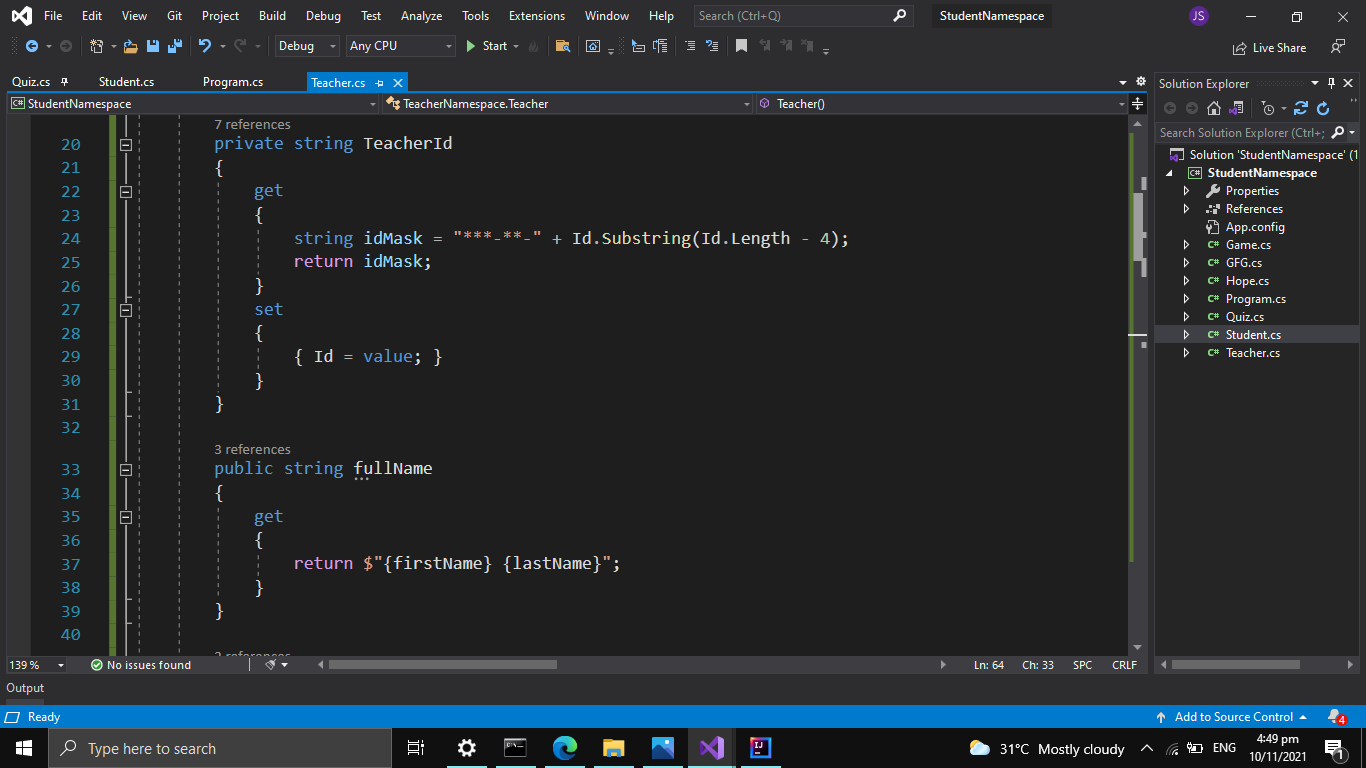 File Edit View Git Project Build Debug Test Analyze Tools Extensions Window Help Search (Ctrl+Q) StudentNamespace JS
Debug Any CPU Start Live Share
Quiz.cs Student.cs Program.cs Teacher.cs
StudentNamespace TeacherNamespace.Teacher Teacher()
7 references
20 private string TeacherId
21 {
22 get
23 {
24 string idMask = "***-**-" + Id.Substring(Id.Length - 4);
25 return idMask;
26 }
27 set
28 {
29 { Id = value; }
30 }
31 }
32
3 references
33 public string fullName
34 {
35 get
36 {
37 return $"{firstName} {lastName}";
38 }
39 }
40
139 % No issues found Ln: 64 Ch: 33 SPC CRLF
Solution Explorer
Search Solution Explorer (Ctrl+;
Solution 'StudentNamespace' (1
C# StudentNamespace
Properties
References
App.config
C# Game.cs
C# GFG.cs
C# Hope.cs
C# Program.cs
C# Quiz.cs
C# Student.cs
C# Teacher.cs
Output
Ready Add to Source Control 4
Type here to search 31°C Mostly cloudy ENG 4:49 pm
10/11/2021 1